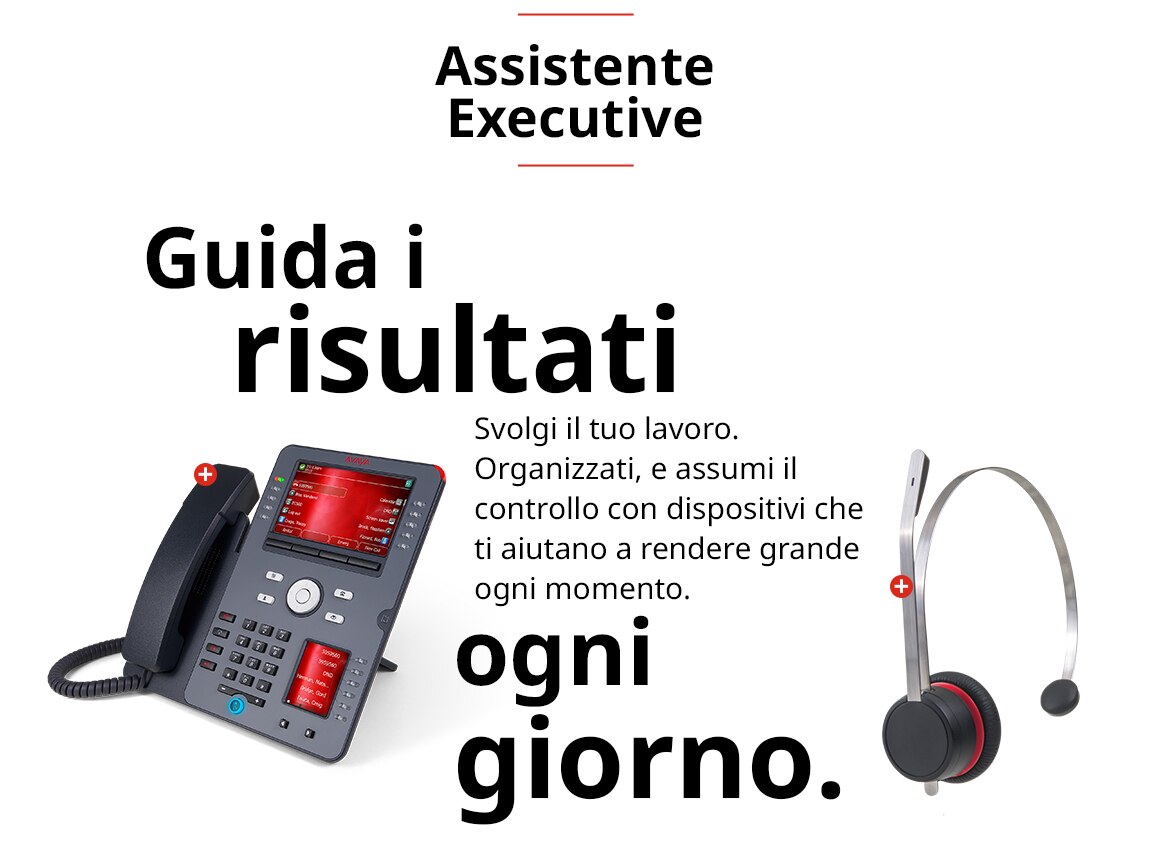 Assistente
Executive
Guida i
risultati
Svolgi il tuo lavoro.
Organizzati, e assumi il
controllo con dispositivi che
ti aiutano a rendere grande
ogni momento.
ogni
giorno.
AVAYA